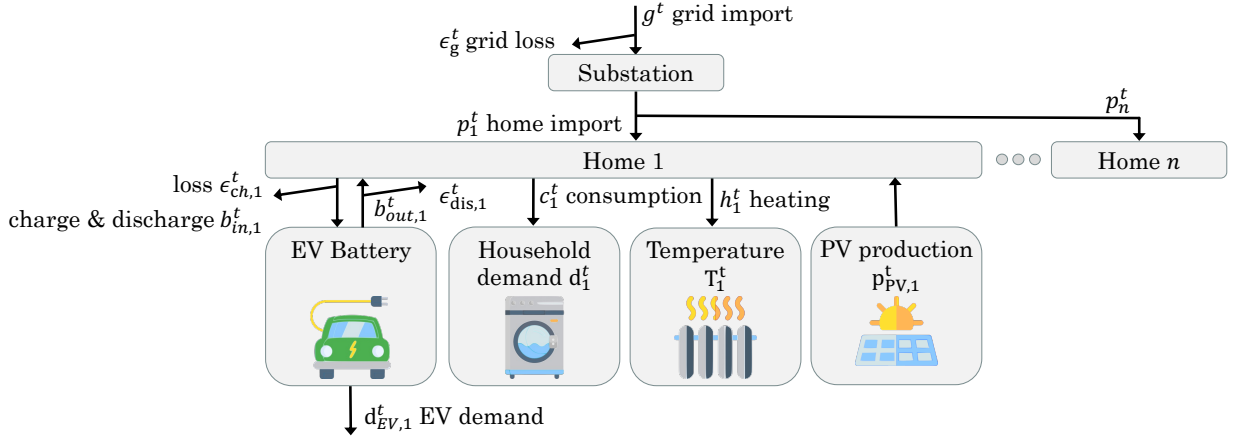 g^t grid import
ϵ_g^t grid loss
Substation
p_n^t
p_1^t home import
Home 1
Home n
loss ϵ_{ch,1}^t
charge & discharge b_{in,1}^t
b_{out,1}^t
ϵ_{dis,1}^t
c_1^t consumption
h_1^t heating
EV Battery
Household
demand d_1^t
Temperature
T_1^t
PV production
p_{PV,1}^t
d_{EV,1}^t EV demand